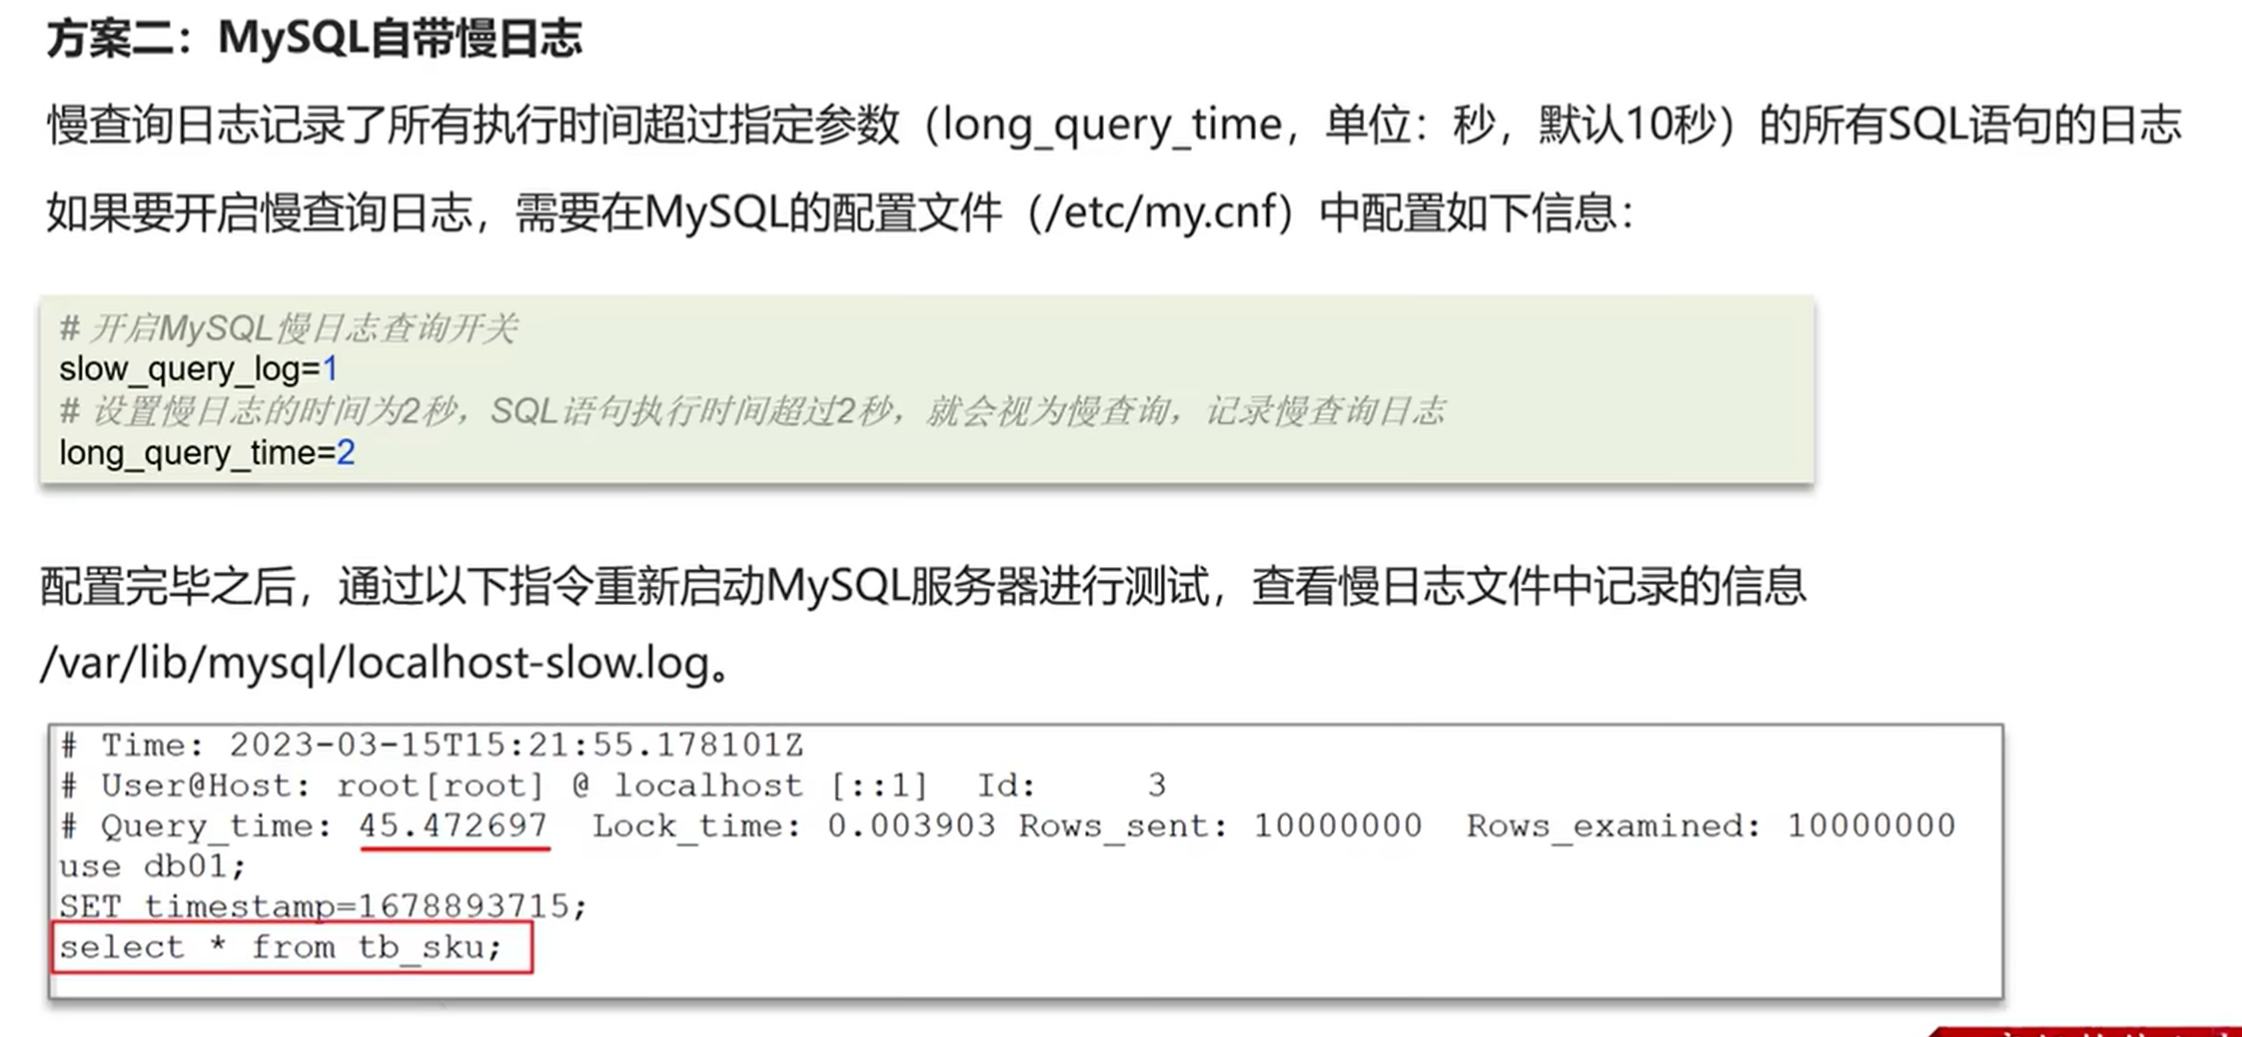 方案二：MySQL自带慢日志
慢查询日志记录了所有执行时间超过指定参数（long_query_time，单位：秒，默认10秒）的所有SQL语句的日志
如果要开启慢查询日志，需要在MySQL的配置文件（/etc/my.cnf）中配置如下信息：
# 开启MySQL慢日志查询开关
slow_query_log=1
# 设置慢日志的时间为2秒，SQL语句执行时间超过2秒，就会视为慢查询，记录慢查询日志
long_query_time=2
配置完毕之后，通过以下指令重新启动MySQL服务器进行测试，查看慢日志文件中记录的信息
/var/lib/mysql/localhost-slow.log。
# Time: 2023-03-15T15:21:55.178101Z
# User@Host: root[root] @ localhost [::1]  Id:     3
# Query_time: 45.472697  Lock_time: 0.003903 Rows_sent: 10000000  Rows_examined: 10000000
use db01;
SET timestamp=1678893715;
select * from tb_sku;